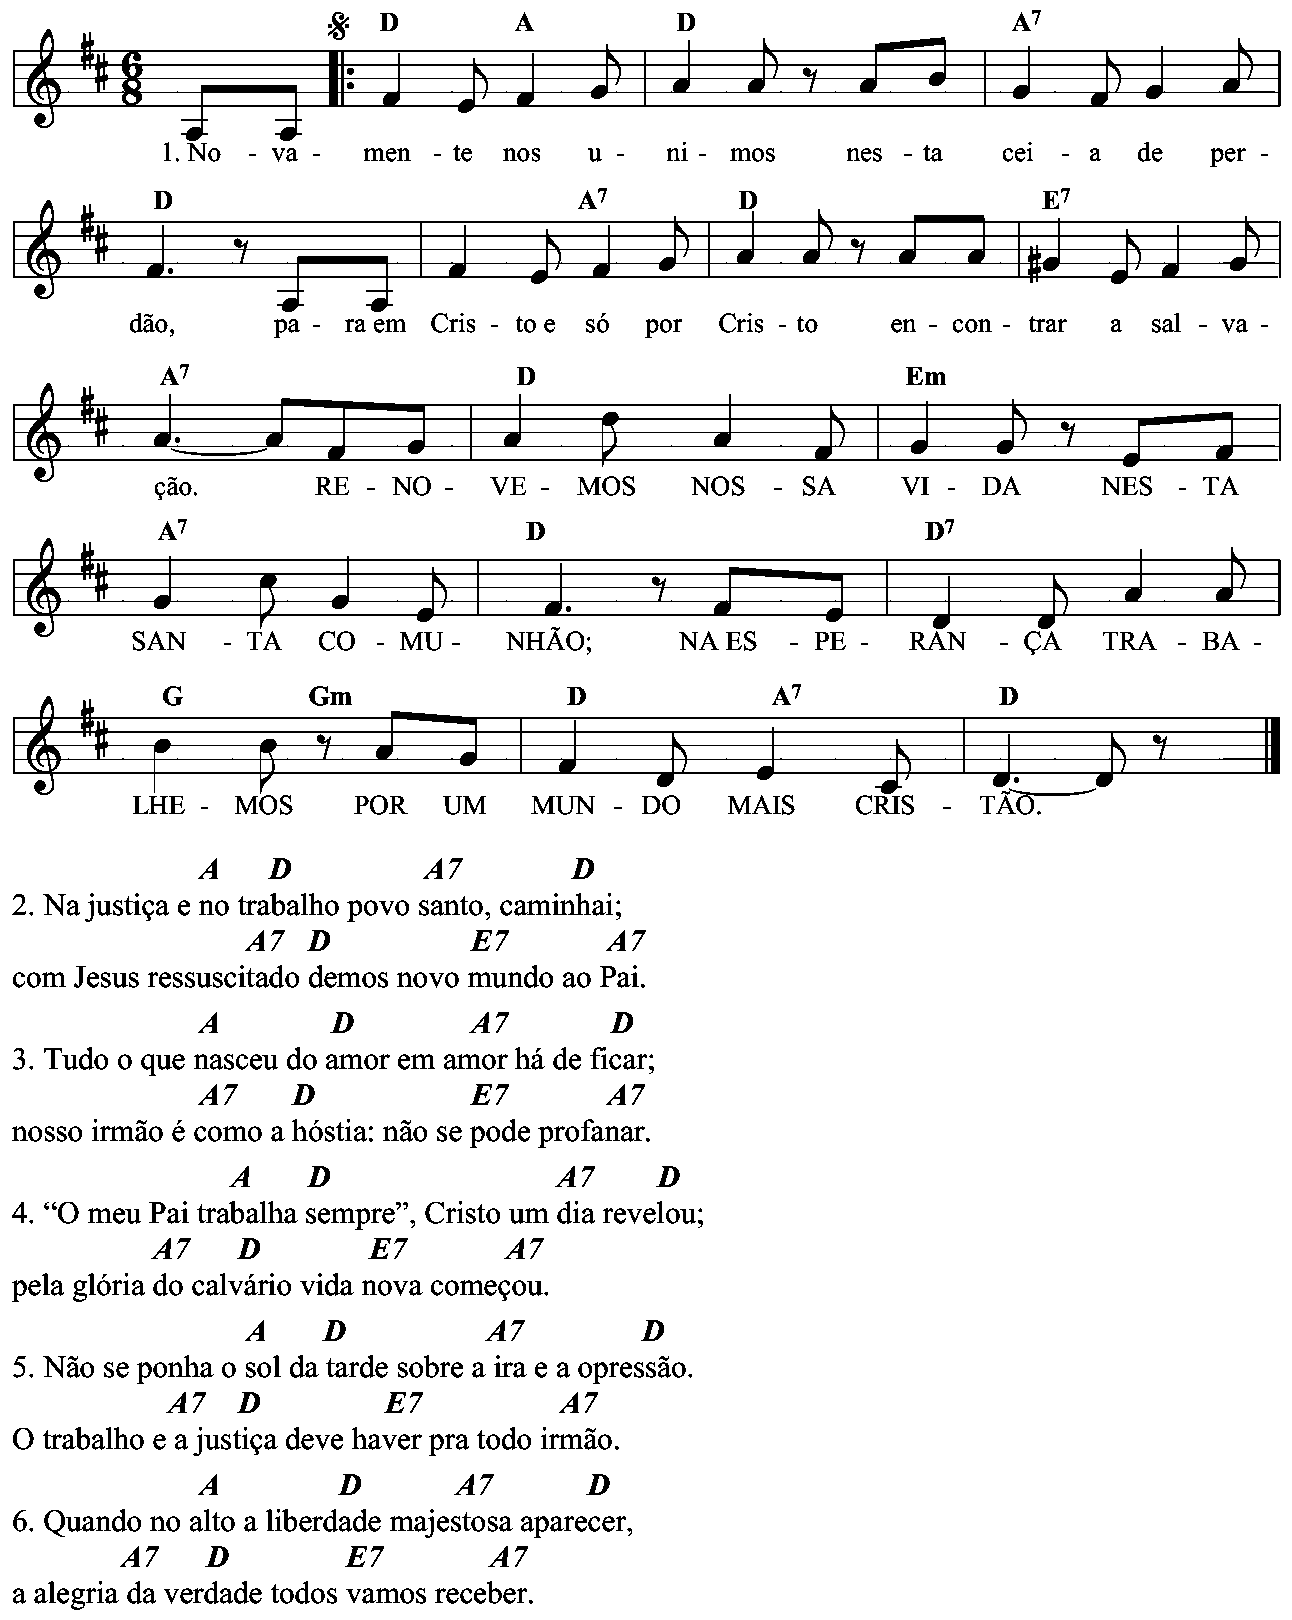 D A D A7
1. No - va - men - te nos u - ni - mos nes - ta cei - a de per -
D A7 D E7
dão, pa - ra em Cris - to e só por Cris - to en - con - trar a sal - va -
A7 D Em
ção. RE - NO - VE - MOS NOS - SA VI - DA NES - TA
A7 D D7
SAN - TA CO - MU - NHÃO; NA ES - PE - RAN - ÇA TRA - BA -
G Gm D A7 D
LHE - MOS POR UM MUN - DO MAIS CRIS - TÃO.
A D A7 D
2. Na justiça e no trabalho povo santo, caminhai;
A7 D E7 A7
com Jesus ressuscitado demos novo mundo ao Pai.
A D A7 D
3. Tudo o que nasceu do amor em amor há de ficar;
A7 D E7 A7
nosso irmão é como a hóstia: não se pode profanar.
A D A7 D
4. “O meu Pai trabalha sempre”, Cristo um dia revelou;
A7 D E7 A7
pela glória do calvário vida nova começou.
A D A7 D
5. Não se ponha o sol da tarde sobre a ira e a opressão.
A7 D E7 A7
O trabalho e a justiça deve haver pra todo irmão.
A D A7 D
6. Quando no alto a liberdade majestosa aparecer,
A7 D E7 A7
a alegria da verdade todos vamos receber.